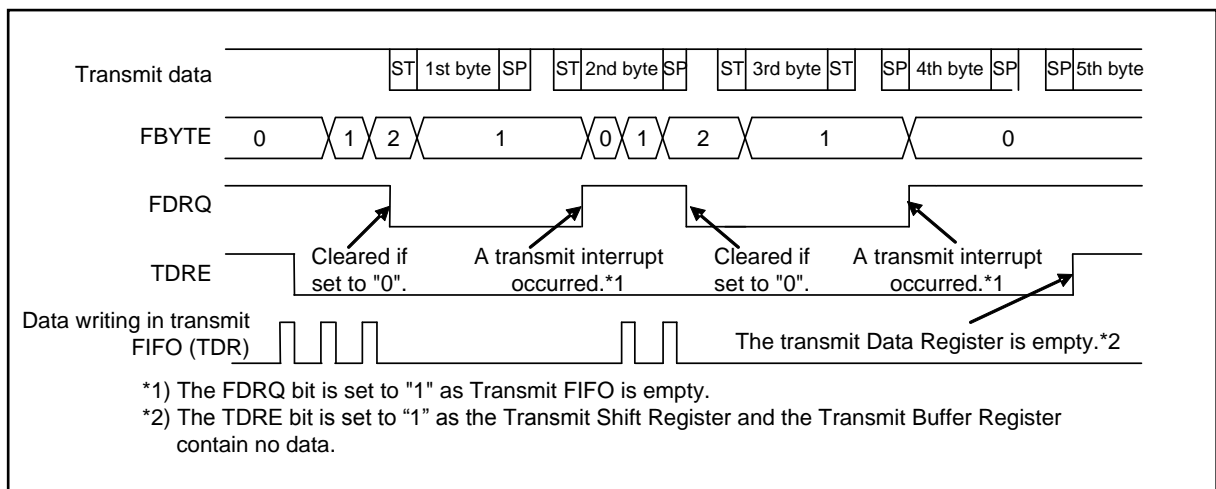 Transmit data ST 1st byte SP ST 2nd byte SP ST 3rd byte ST SP 4th byte SP SP 5th byte
FBYTE 0 1 2 1 0 1 2 1 0
FDRQ
Cleared if A transmit interrupt Cleared if A transmit interrupt
set to "0". occurred.*1 set to "0". occurred.*1
TDRE
Data writing in transmit
FIFO (TDR)
The transmit Data Register is empty.*2
*1) The FDRQ bit is set to "1" as Transmit FIFO is empty.
*2) The TDRE bit is set to “1” as the Transmit Shift Register and the Transmit Buffer Register
contain no data.